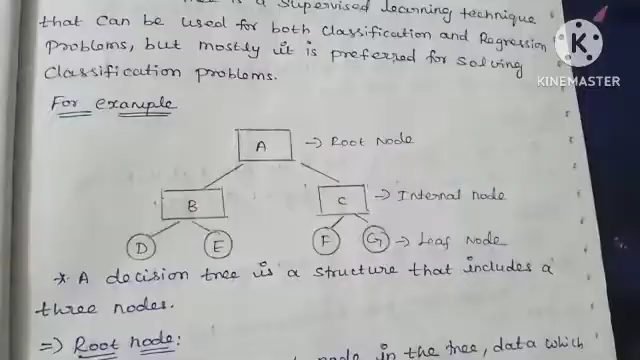 Tree is a Supervised learning technique
that can be used for both classification and Regression
Problems, but mostly it is preferred for solving
classification problems.
K
KINEMASTER
For example
A → Root Node
B C → Internal node
D E F G → Leaf Node
* A decision tree is a structure that includes a
three nodes.
⇒ Root node:
node in the tree, data which